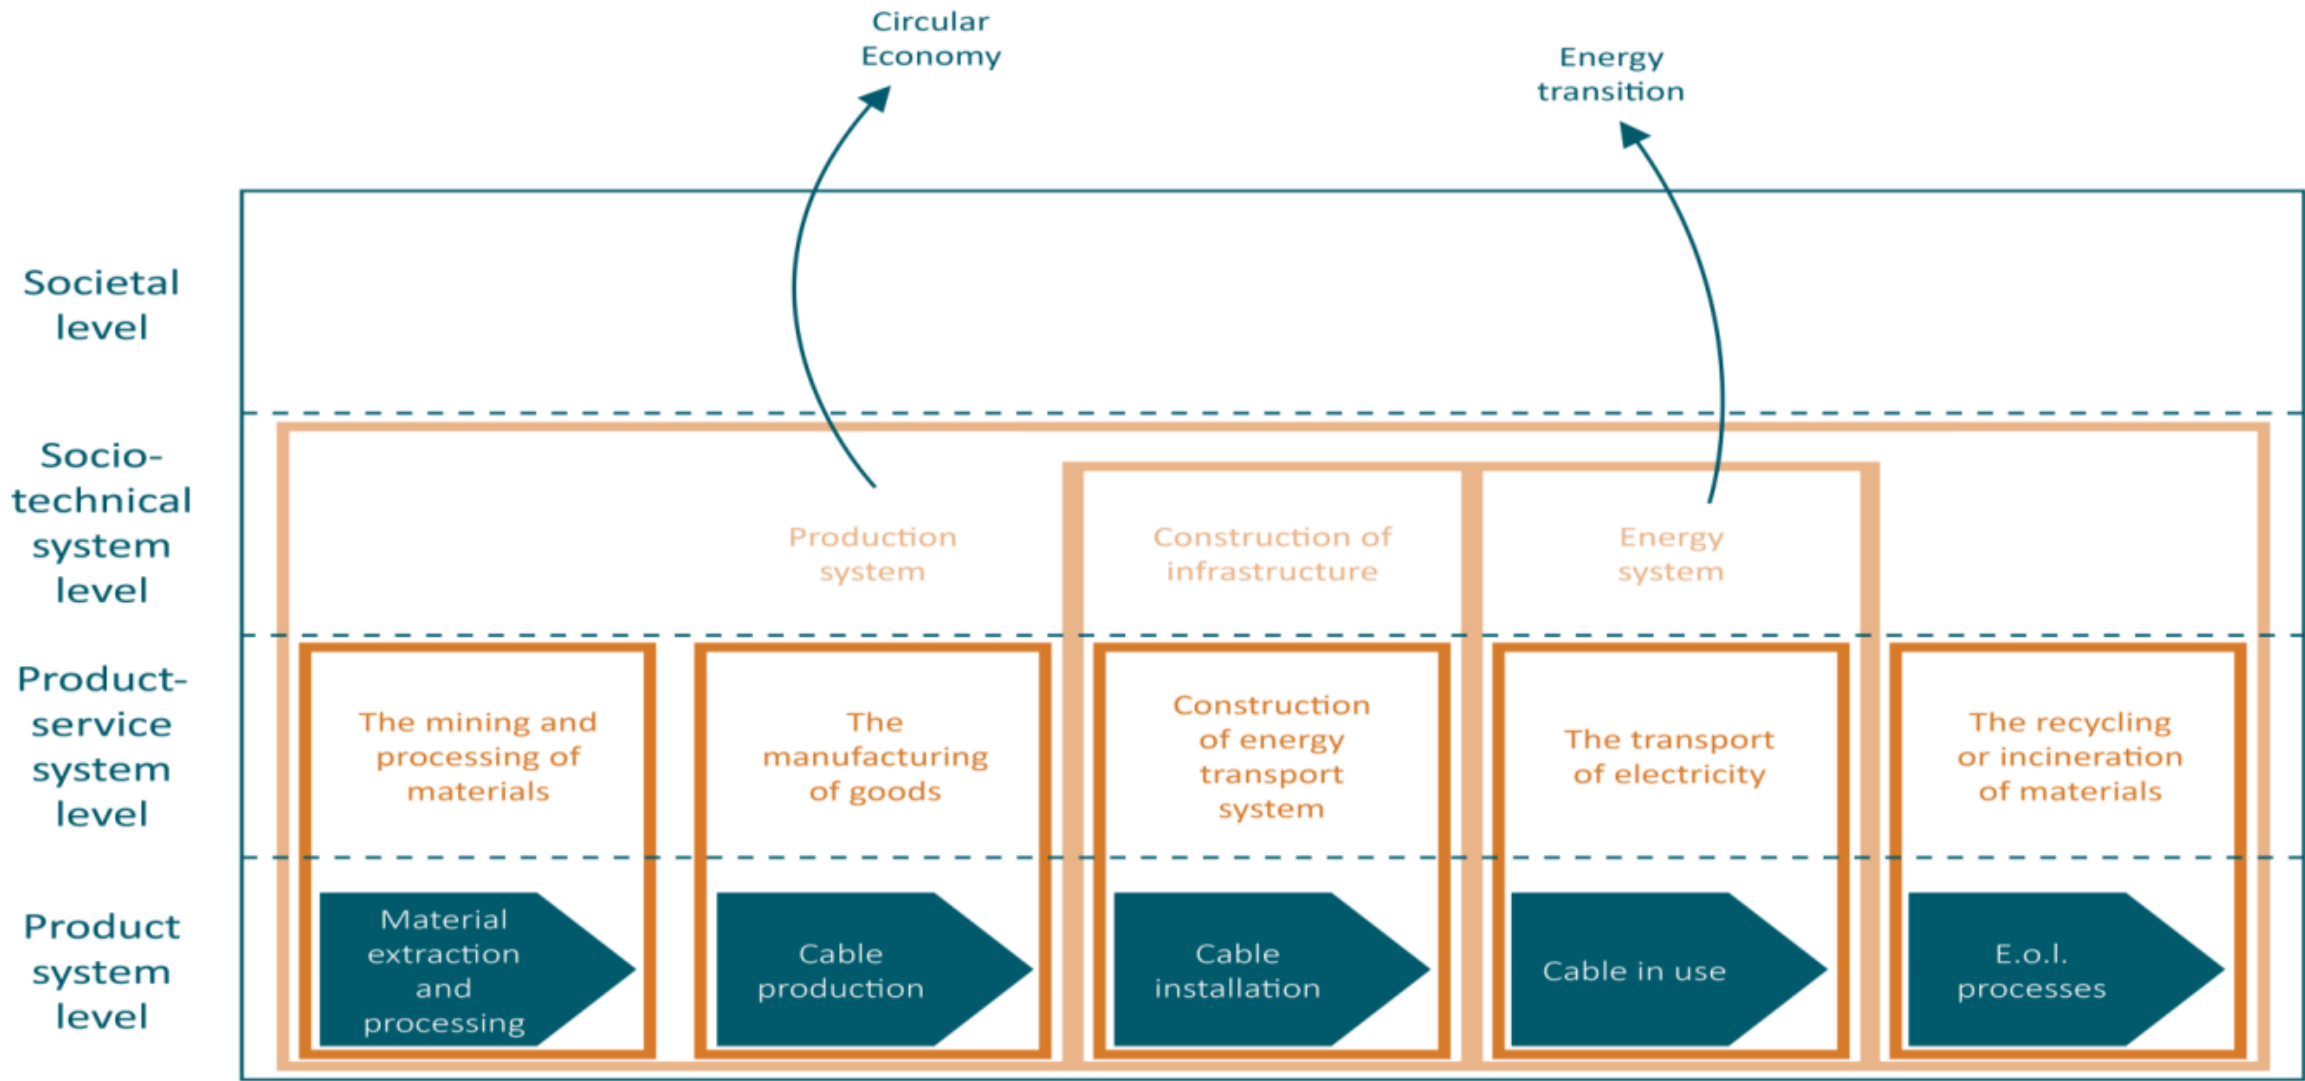 Circular
Economy
Energy
transition
Societal
level
Socio-
technical
system
level
Production
system
Construction of
infrastructure
Energy
system
Product-
service
system
level
The mining and
processing of
materials
The
manufacturing
of goods
Construction
of energy
transport
system
The transport
of electricity
The recycling
or incineration
of materials
Product
system
level
Material
extraction
and
processing
Cable
production
Cable
installation
Cable in use
E.o.l.
processes